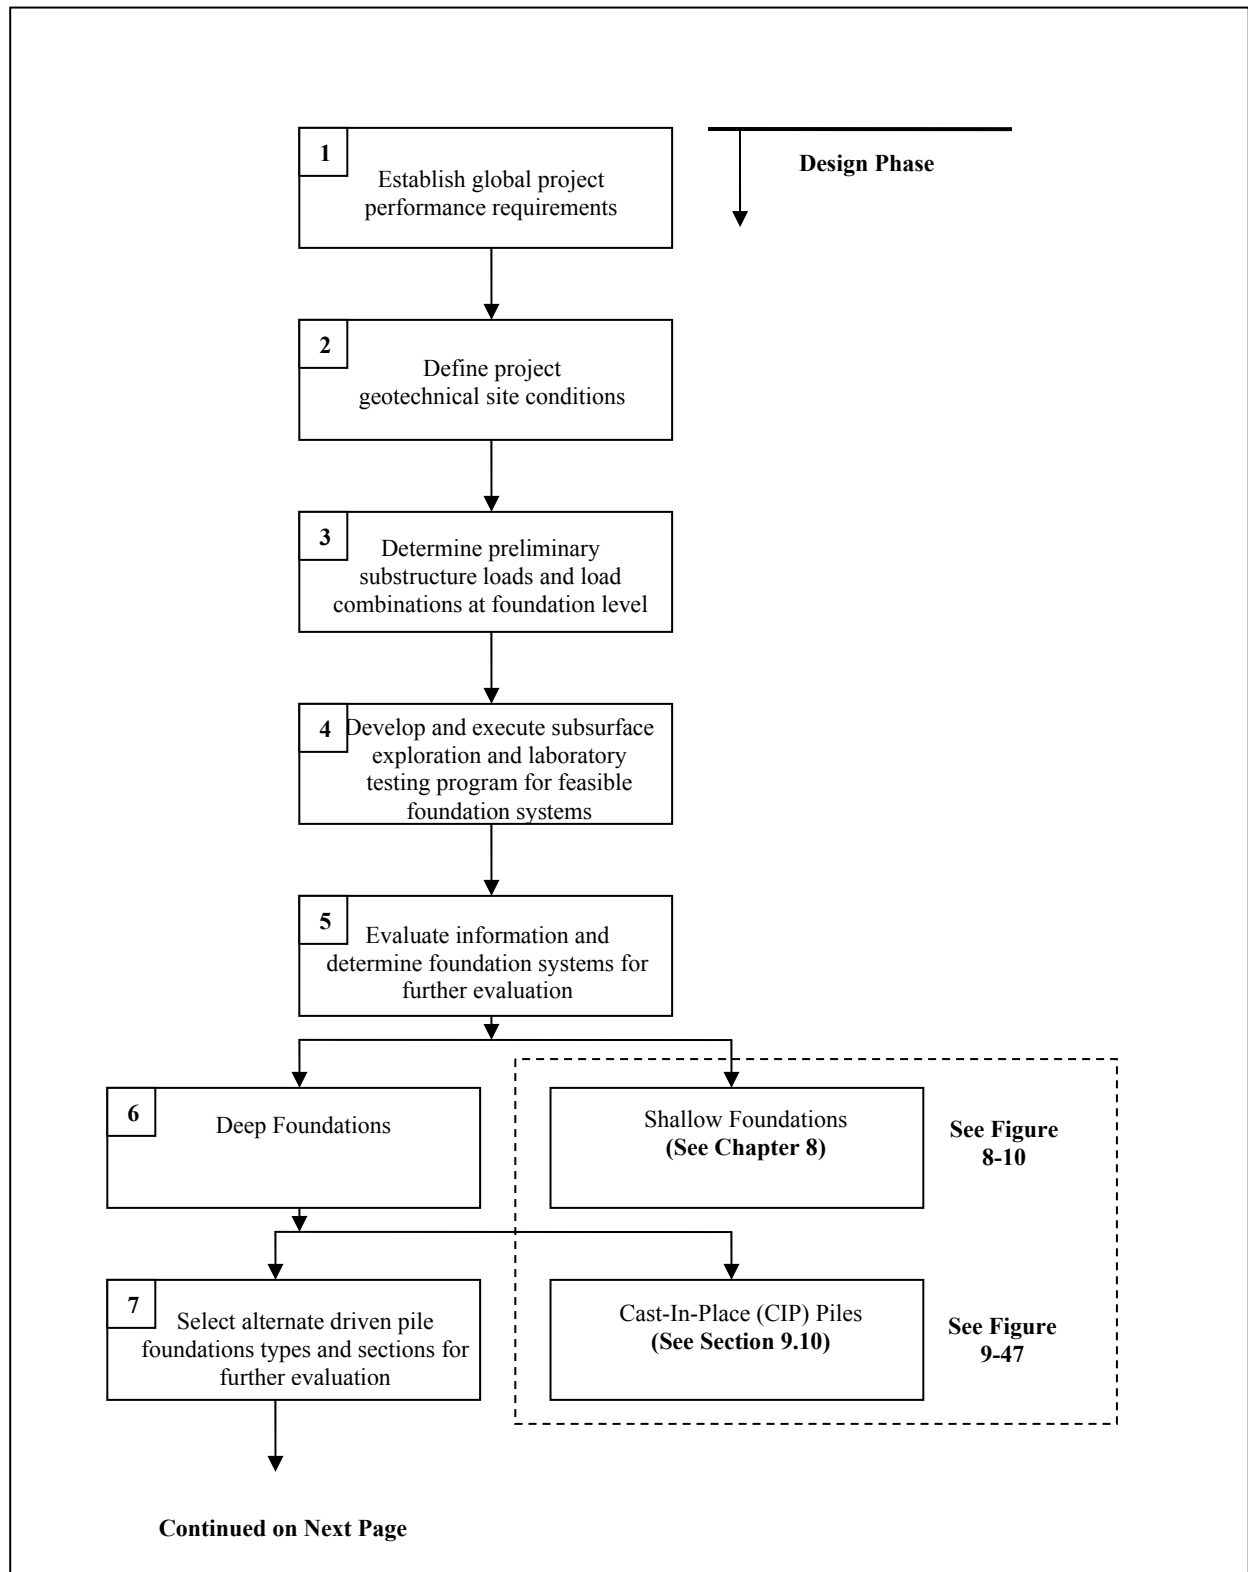 1
Establish global project
performance requirements
Design Phase
2
Define project
geotechnical site conditions
3
Determine preliminary
substructure loads and load
combinations at foundation level
4
Develop and execute subsurface
exploration and laboratory
testing program for feasible
foundation systems
5
Evaluate information and
determine foundation systems for
further evaluation
6
Deep Foundations
Shallow Foundations
(See Chapter 8)
See Figure
8-10
7
Select alternate driven pile
foundations types and sections for
further evaluation
Cast-In-Place (CIP) Piles
(See Section 9.10)
See Figure
9-47
Continued on Next Page